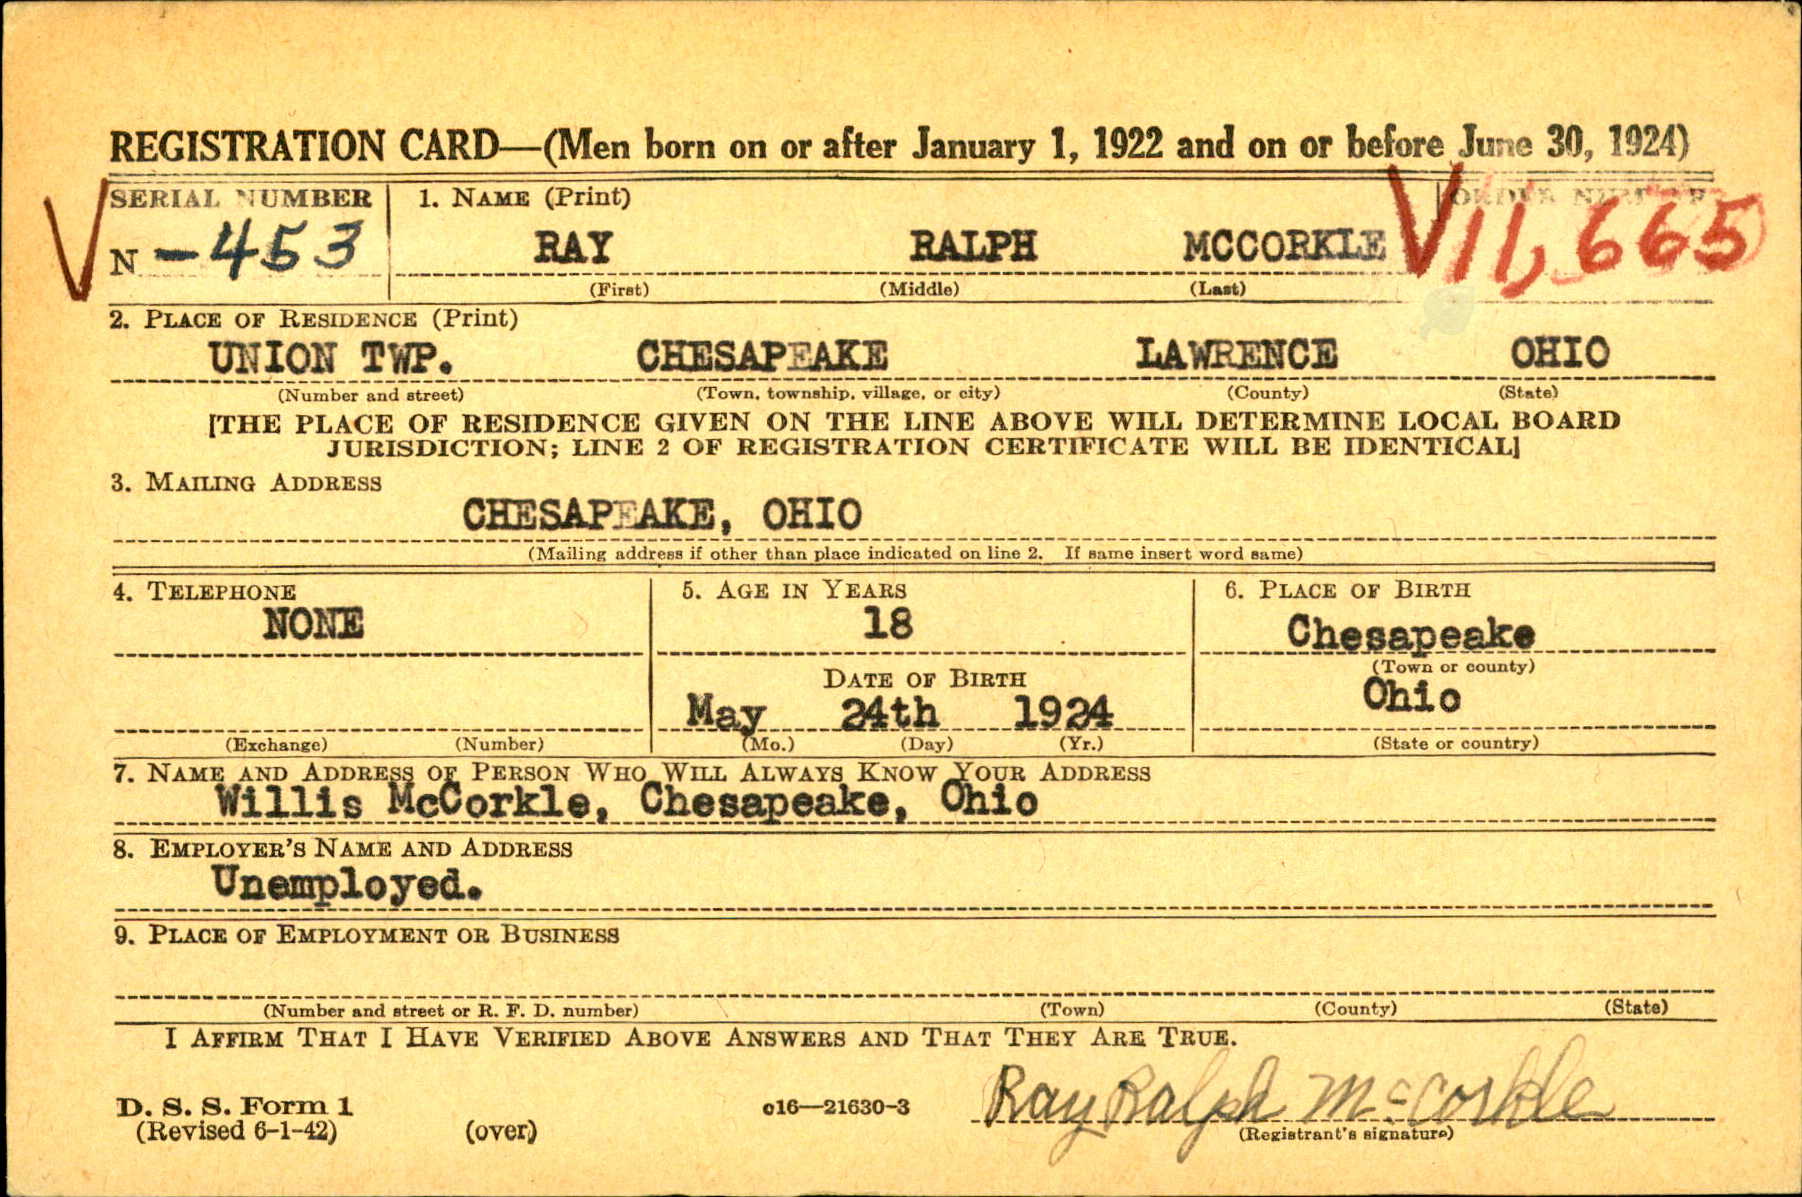 REGISTRATION CARD—(Men born on or after January 1, 1922 and on or before June 30, 1924)
SERIAL NUMBER 1. NAME (Print) ORDER NUMBER
N -453 RAY RALPH MCCORKLE 11,665
(First) (Middle) (Last)
2. PLACE OF RESIDENCE (Print)
UNION TWP. CHESAPEAKE LAWRENCE OHIO
(Number and street) (Town, township, village, or city) (County) (State)
[THE PLACE OF RESIDENCE GIVEN ON THE LINE ABOVE WILL DETERMINE LOCAL BOARD
JURISDICTION; LINE 2 OF REGISTRATION CERTIFICATE WILL BE IDENTICAL]
3. MAILING ADDRESS
CHESAPEAKE, OHIO
(Mailing address if other than place indicated on line 2. If same insert word same)
4. TELEPHONE 5. AGE IN YEARS 6. PLACE OF BIRTH
NONE 18 Chesapeake
(Town or county)
DATE OF BIRTH
May 24th 1924 Ohio
(Exchange) (Number) (Mo.) (Day) (Yr.) (State or country)
7. NAME AND ADDRESS OF PERSON WHO WILL ALWAYS KNOW YOUR ADDRESS
Willis McCorkle, Chesapeake, Ohio
8. EMPLOYER'S NAME AND ADDRESS
Unemployed.
9. PLACE OF EMPLOYMENT OR BUSINESS
(Number and street or R. F. D. number) (Town) (County) (State)
I AFFIRM THAT I HAVE VERIFIED ABOVE ANSWERS AND THAT THEY ARE TRUE.
D. S. S. Form 1 c16—21630-3 Ray Ralph McCorkle
(Revised 6-1-42) (over) (Registrant's signature)